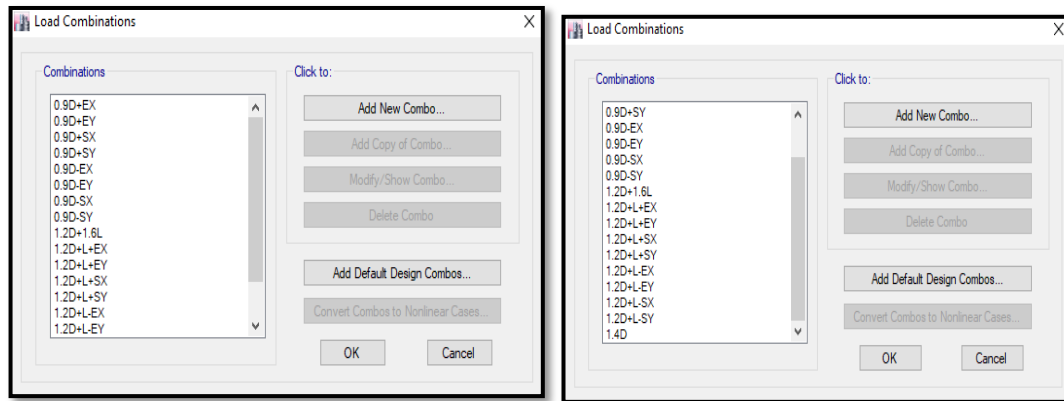 Load Combinations
X
Combinations
0.9D+EX
0.9D+EY
0.9D+SX
0.9D+SY
0.9D-EX
0.9D-EY
0.9D-SX
0.9D-SY
1.2D+1.6L
1.2D+L+EX
1.2D+L+EY
1.2D+L+SX
1.2D+L+SY
1.2D+L-EX
1.2D+L-EY
Click to:
Add New Combo...
Add Copy of Combo...
Modify/Show Combo...
Delete Combo
Add Default Design Combos...
Convert Combos to Nonlinear Cases...
OK
Cancel
Load Combinations
X
Combinations
0.9D+SY
0.9D-EX
0.9D-EY
0.9D-SX
0.9D-SY
1.2D+1.6L
1.2D+L+EX
1.2D+L+EY
1.2D+L+SX
1.2D+L+SY
1.2D+L-EX
1.2D+L-EY
1.2D+L-SX
1.2D+L-SY
1.4D
Click to:
Add New Combo...
Add Copy of Combo...
Modify/Show Combo...
Delete Combo
Add Default Design Combos...
Convert Combos to Nonlinear Cases...
OK
Cancel